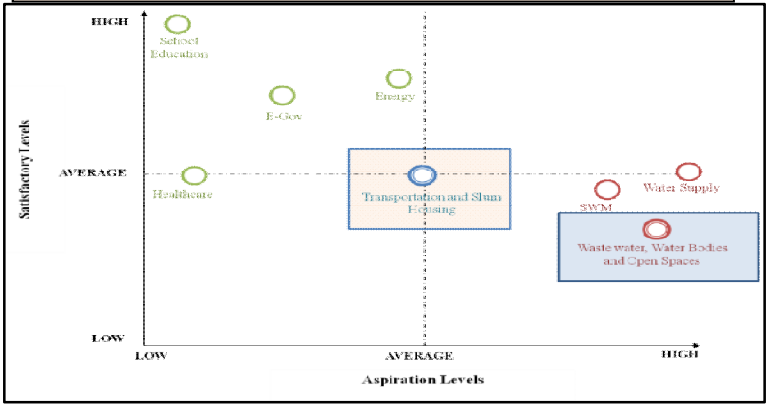 HIGH
School
Education
Energy
E-Gov
Satisfactory Levels
AVERAGE
Healthcare
Transportation and Slum
Housing
Water Supply
SWM
Waste water, Water Bodies
and Open Spaces
LOW
LOW
AVERAGE
HIGH
Aspiration Levels